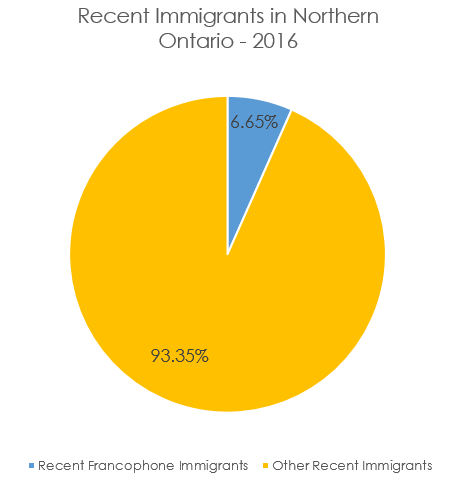 Recent Immigrants in Northern
Ontario - 2016
6.65%
93.35%
Recent Francophone Immigrants
Other Recent Immigrants